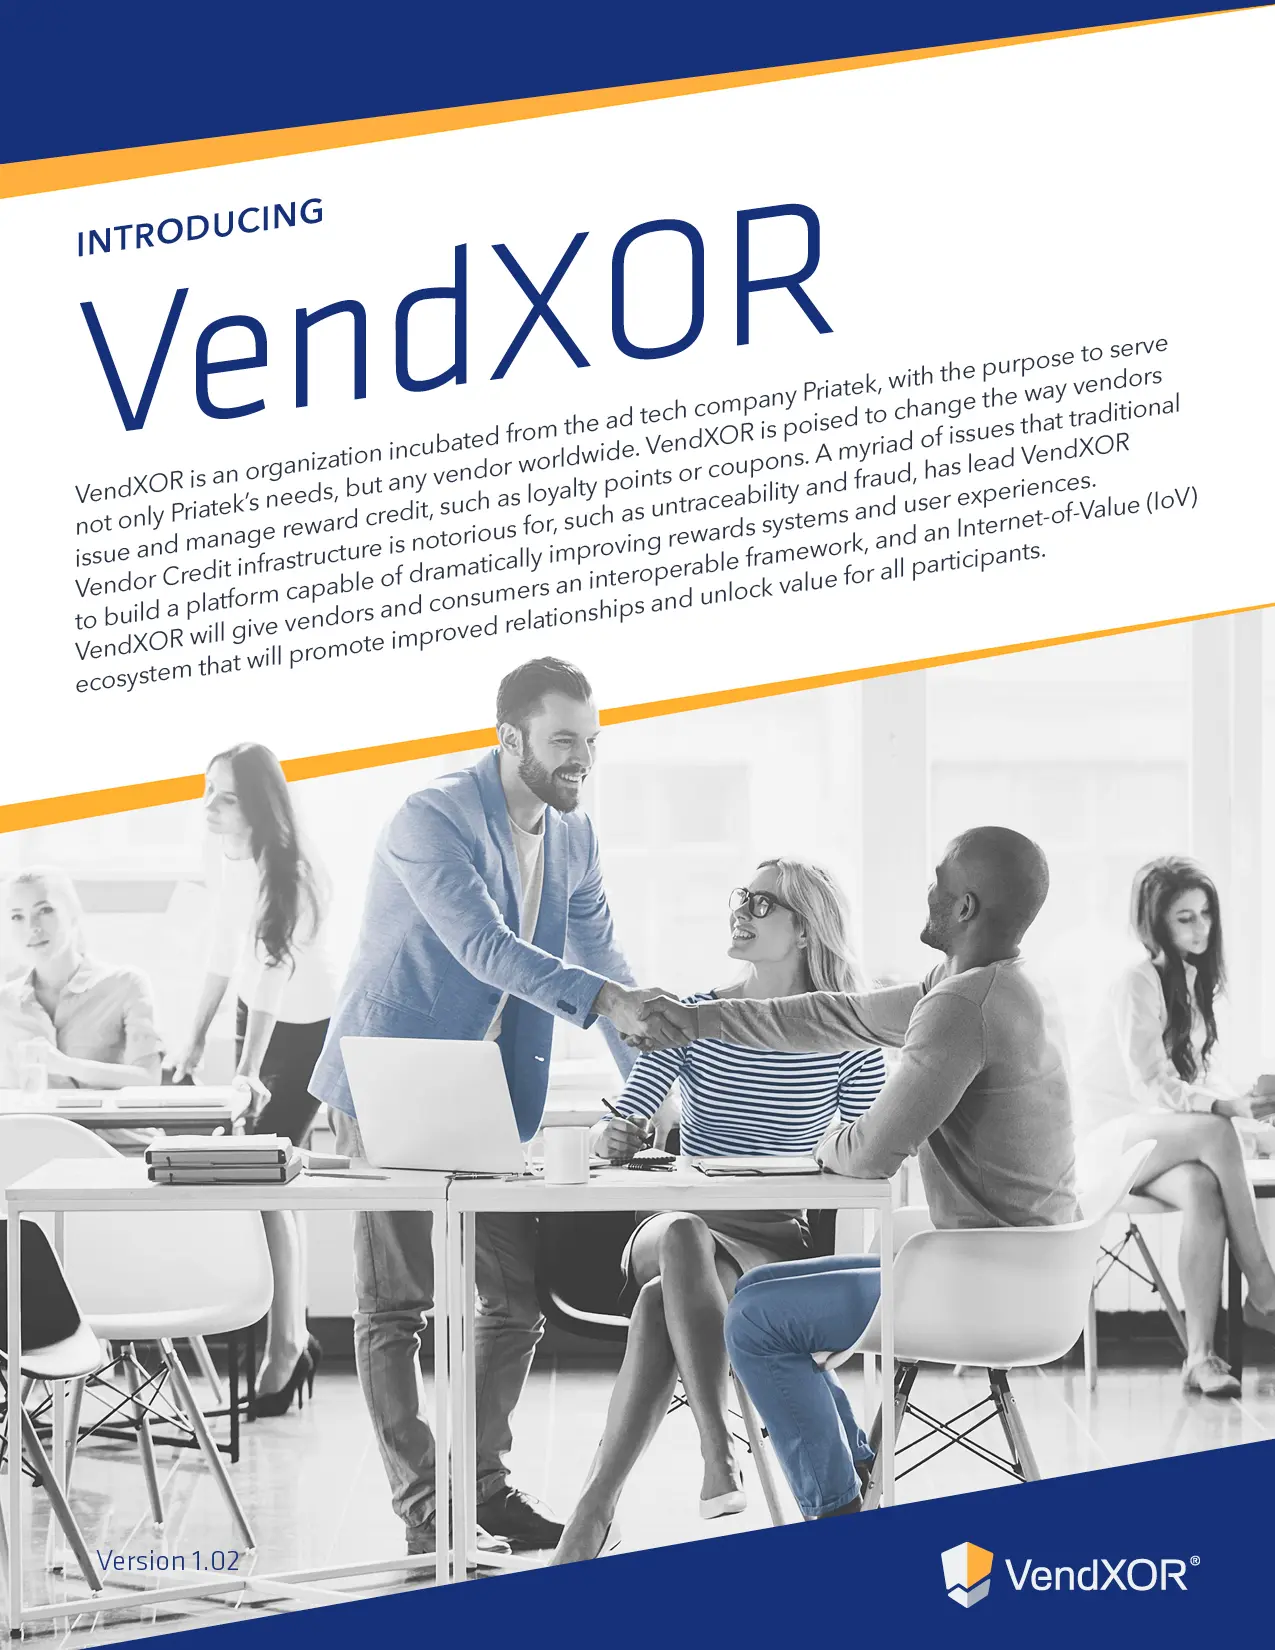 INTRODUCING
VendXOR
VendXOR is an organization incubated from the ad tech company Priatek, with the purpose to serve
not only Priatek's needs, but any vendor worldwide. VendXOR is poised to change the way vendors
issue and manage reward credit, such as loyalty points or coupons. A myriad of issues that traditional
Vendor Credit infrastructure is notorious for, such as untraceability and fraud, has lead VendXOR
to build a platform capable of dramatically improving rewards systems and user experiences.
VendXOR will give vendors and consumers an interoperable framework, and an Internet-of-Value (IoV)
ecosystem that will promote improved relationships and unlock value for all participants.
Version 1.02
VendXOR®